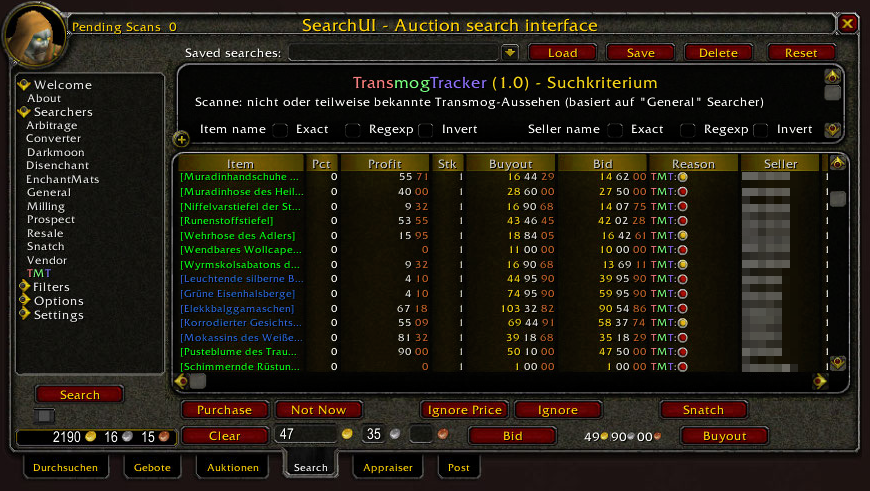 Pending Scans 0
SearchUI - Auction search interface
Saved searches: Load Save Delete Reset
TransmogTracker (1.0) - Suchkriterium
Scanne: nicht oder teilweise bekannte Transmog-Aussehen (basiert auf "General" Searcher)
Item name Exact Regexp Invert Seller name Exact Regexp Invert
Welcome
About
Searchers
Arbitrage
Converter
Darkmoon
Disenchant
EnchantMats
General
Milling
Prospect
Resale
Snatch
Vendor
TMT
Filters
Options
Settings
Item Pct Profit Stk Buyout Bid Reason Seller
[Muradinhandschuhe ... 0 55 71 1 16 44 29 14 62 00 TMT:
[Muradinhose des Heil... 0 40 00 1 28 60 00 27 50 00 TMT:
[Niffelvarstiefel der St... 0 9 32 1 16 90 68 14 07 75 TMT:
[Runenstoffstiefel] 0 53 55 1 43 46 45 42 02 28 TMT:
[Wehrhose des Adlers] 0 15 95 1 18 84 05 16 42 61 TMT:
[Wendbares Wollcape... 0 0 1 11 00 00 10 00 00 TMT:
[Wyrmskolsabatons d... 0 9 32 1 16 90 68 13 69 11 TMT:
[Leuchtende silberne B... 0 4 10 1 44 95 90 39 95 90 TMT:
[Grüne Eisenhalsberge] 0 4 10 1 74 95 90 59 95 90 TMT:
[Elekkbalggamaschen] 0 67 18 1 103 32 82 90 54 86 TMT:
[Korrodierter Gesichts... 0 55 09 1 69 44 91 58 37 74 TMT:
[Mokassins des Weiße... 0 81 32 1 39 18 68 35 18 29 TMT:
[Pusteblume des Trau... 0 90 00 1 50 10 00 47 50 00 TMT:
[Schimmernde Rüstun... 0 0 1 1 00 00 1 00 00 TMT:
Search
Purchase Not Now Ignore Price Ignore Snatch
2190 16 15 Clear 47 35 Bid 49 90 00 Buyout
Durchsuchen Gebote Auktionen Search Appraiser Post